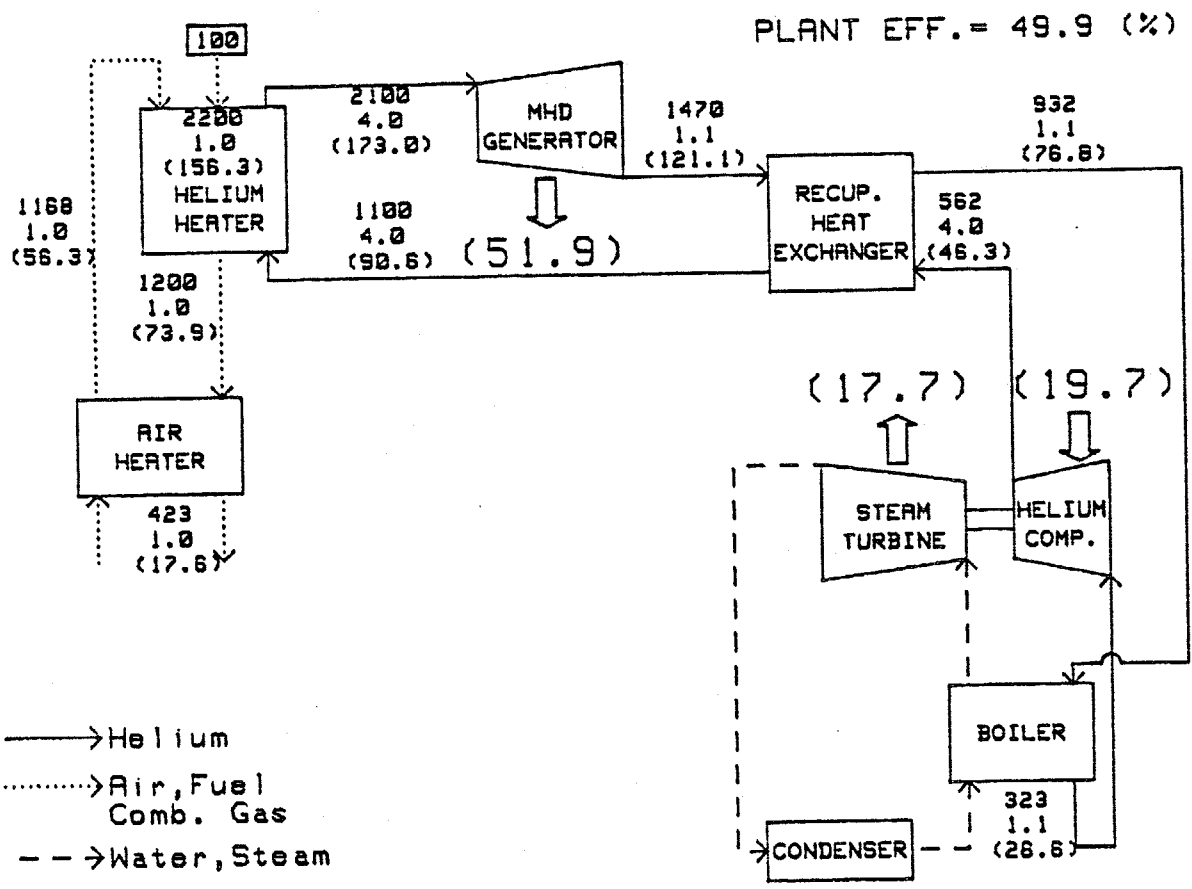 PLANT EFF.= 49.9 (%)
100
2200
1.0
(156.3)
HELIUM
HEATER
2100
4.0
(173.0)
MHD
GENERATOR
1470
1.1
(121.1)
932
1.1
(76.8)
1168
1.0
(56.3)
1100
4.0
(90.6)
(51.9)
RECUP.
HEAT
EXCHANGER
562
4.0
(46.3)
1200
1.0
(73.9)
AIR
HEATER
423
1.0
(17.6)
(17.7)
(19.7)
STEAM
TURBINE
HELIUM
COMP.
BOILER
323
1.1
(26.6)
CONDENSER
Helium
Air,Fuel
Comb. Gas
Water,Steam